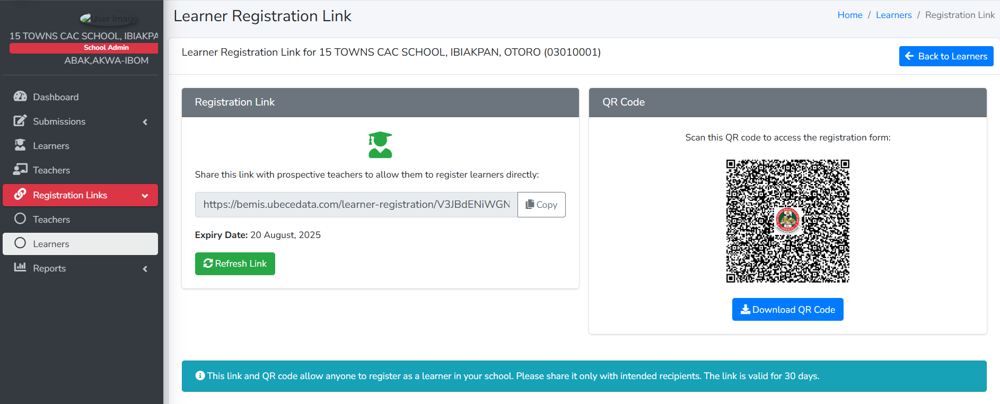 User Image
15 TOWNS CAC SCHOOL, IBIAKPA
School Admin
ABAK,AKWA-IBOM
Dashboard
Submissions
Learners
Teachers
Registration Links
Teachers
Learners
Reports
Learner Registration Link
Home / Learners / Registration Link
Learner Registration Link for 15 TOWNS CAC SCHOOL, IBIAKPAN, OTORO (03010001)
Back to Learners
Registration Link
Share this link with prospective teachers to allow them to register learners directly:
https://bemis.ubecedata.com/learner-registration/V3JBdENiWGN
Copy
Expiry Date: 20 August, 2025
Refresh Link
QR Code
Scan this QR code to access the registration form:
Download QR Code
This link and QR code allow anyone to register as a learner in your school. Please share it only with intended recipients. The link is valid for 30 days.